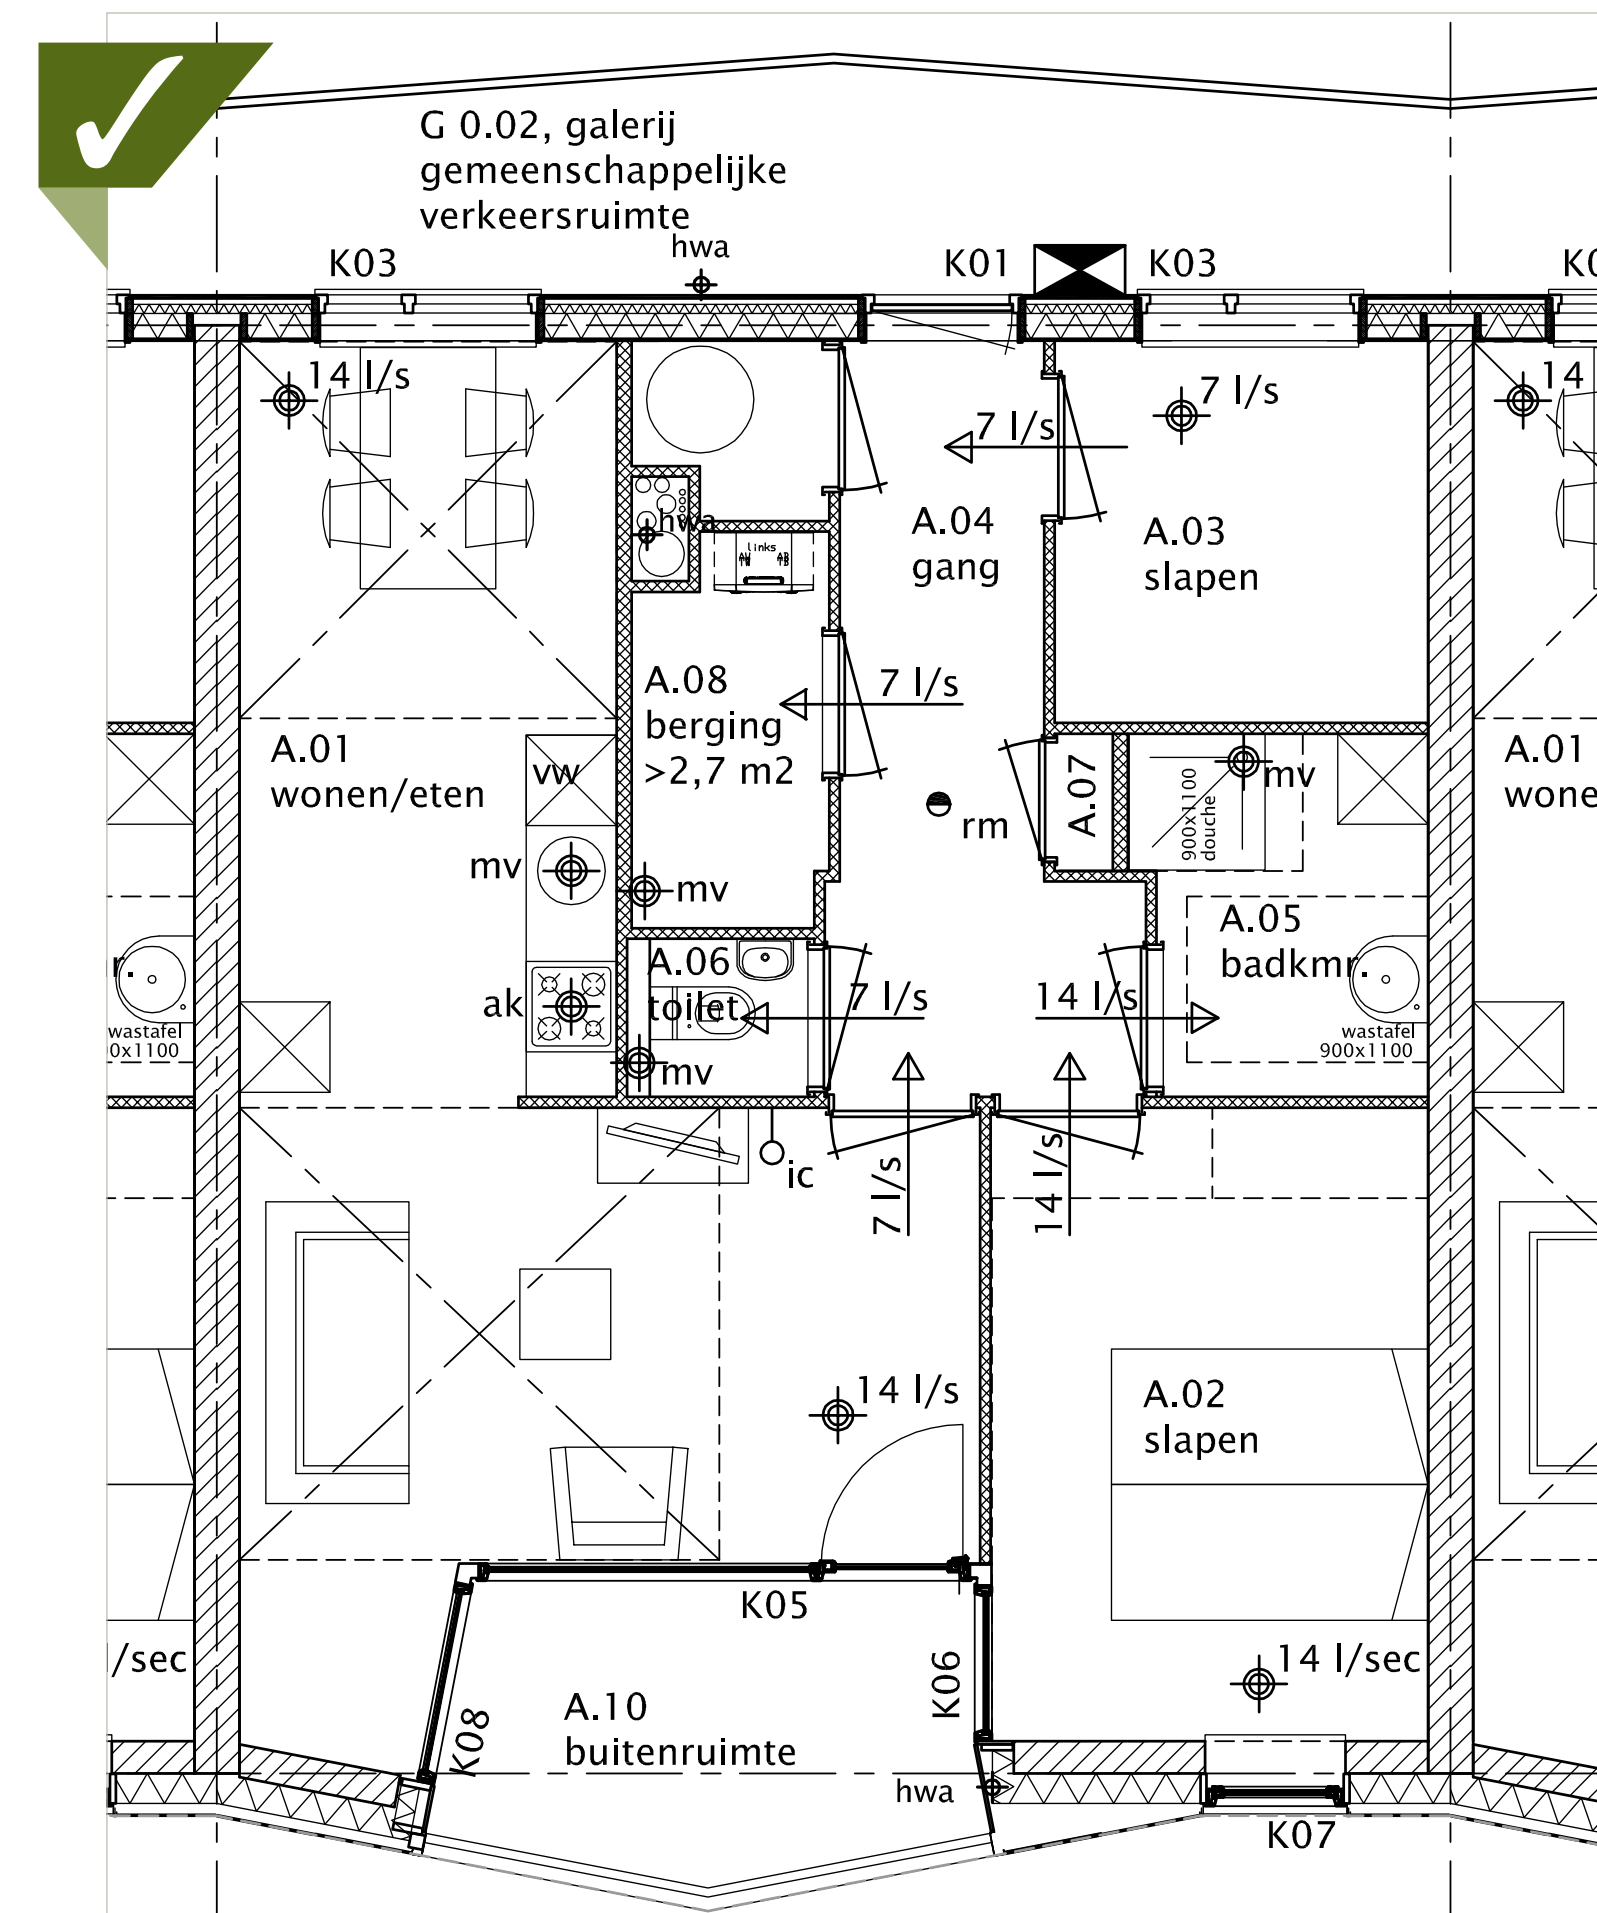 G 0.02, galerij
gemeenschappelijke
verkeersruimte
hwa
K03
K01
K03
14 l/s
7 l/s
14
7 l/s
hwa
A.04
gang
A.03
slapen
links
A.08
berging
>2,7 m2
7 l/s
A.01
wonen/eten
vw
A.07
900x1100
douche
mv
A.01
rm
mv
mv
A.05
badkmr.
A.06
toilet
7 l/s
14 l/s
ak
wastafel
wastafel
900x1100
mv
ic
7 l/s
14 l/s
14 l/s
A.02
slapen
K05
l/sec
14 l/sec
K06
A.10
buitenruimte
K08
hwa
K07